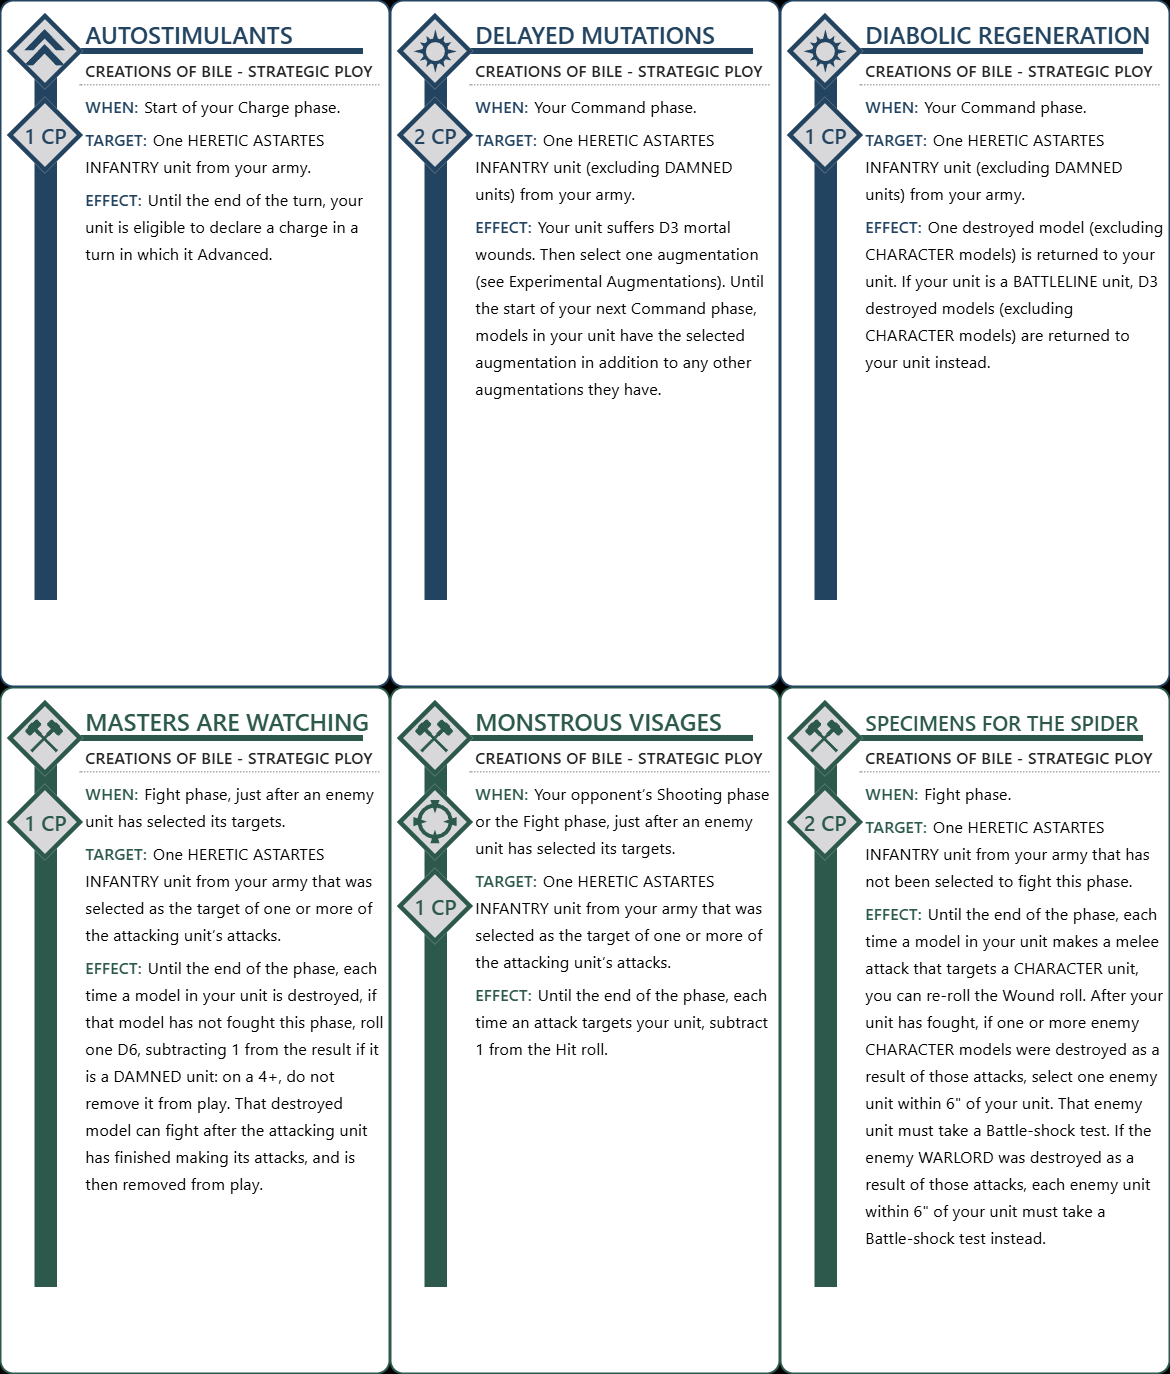 AUTOSTIMULANTS
CREATIONS OF BILE - STRATEGIC PLOY
1 CP
WHEN: Start of your Charge phase.
TARGET: One HERETIC ASTARTES
INFANTRY unit from your army.
EFFECT: Until the end of the turn, your
unit is eligible to declare a charge in a
turn in which it Advanced.
DELAYED MUTATIONS
CREATIONS OF BILE - STRATEGIC PLOY
2 CP
WHEN: Your Command phase.
TARGET: One HERETIC ASTARTES
INFANTRY unit (excluding DAMNED
units) from your army.
EFFECT: Your unit suffers D3 mortal
wounds. Then select one augmentation
(see Experimental Augmentations). Until
the start of your next Command phase,
models in your unit have the selected
augmentation in addition to any other
augmentations they have.
DIABOLIC REGENERATION
CREATIONS OF BILE - STRATEGIC PLOY
1 CP
WHEN: Your Command phase.
TARGET: One HERETIC ASTARTES
INFANTRY unit (excluding DAMNED
units) from your army.
EFFECT: One destroyed model (excluding
CHARACTER models) is returned to your
unit. If your unit is a BATTLELINE unit, D3
destroyed models (excluding
CHARACTER models) are returned to
your unit instead.
MASTERS ARE WATCHING
CREATIONS OF BILE - STRATEGIC PLOY
1 CP
WHEN: Fight phase, just after an enemy
unit has selected its targets.
TARGET: One HERETIC ASTARTES
INFANTRY unit from your army that was
selected as the target of one or more of
the attacking unit's attacks.
EFFECT: Until the end of the phase, each
time a model in your unit is destroyed, if
that model has not fought this phase, roll
one D6, subtracting 1 from the result if it
is a DAMNED unit: on a 4+, do not
remove it from play. That destroyed
model can fight after the attacking unit
has finished making its attacks, and is
then removed from play.
MONSTROUS VISAGES
CREATIONS OF BILE - STRATEGIC PLOY
1 CP
WHEN: Your opponent's Shooting phase
or the Fight phase, just after an enemy
unit has selected its targets.
TARGET: One HERETIC ASTARTES
INFANTRY unit from your army that was
selected as the target of one or more of
the attacking unit's attacks.
EFFECT: Until the end of the phase, each
time an attack targets your unit, subtract
1 from the Hit roll.
SPECIMENS FOR THE SPIDER
CREATIONS OF BILE - STRATEGIC PLOY
2 CP
WHEN: Fight phase.
TARGET: One HERETIC ASTARTES
INFANTRY unit from your army that has
not been selected to fight this phase.
EFFECT: Until the end of the phase, each
time a model in your unit makes a melee
attack that targets a CHARACTER unit,
you can re-roll the Wound roll. After your
unit has fought, if one or more enemy
CHARACTER models were destroyed as a
result of those attacks, select one enemy
unit within 6" of your unit. That enemy
unit must take a Battle-shock test. If the
enemy WARLORD was destroyed as a
result of those attacks, each enemy unit
within 6" of your unit must take a
Battle-shock test instead.